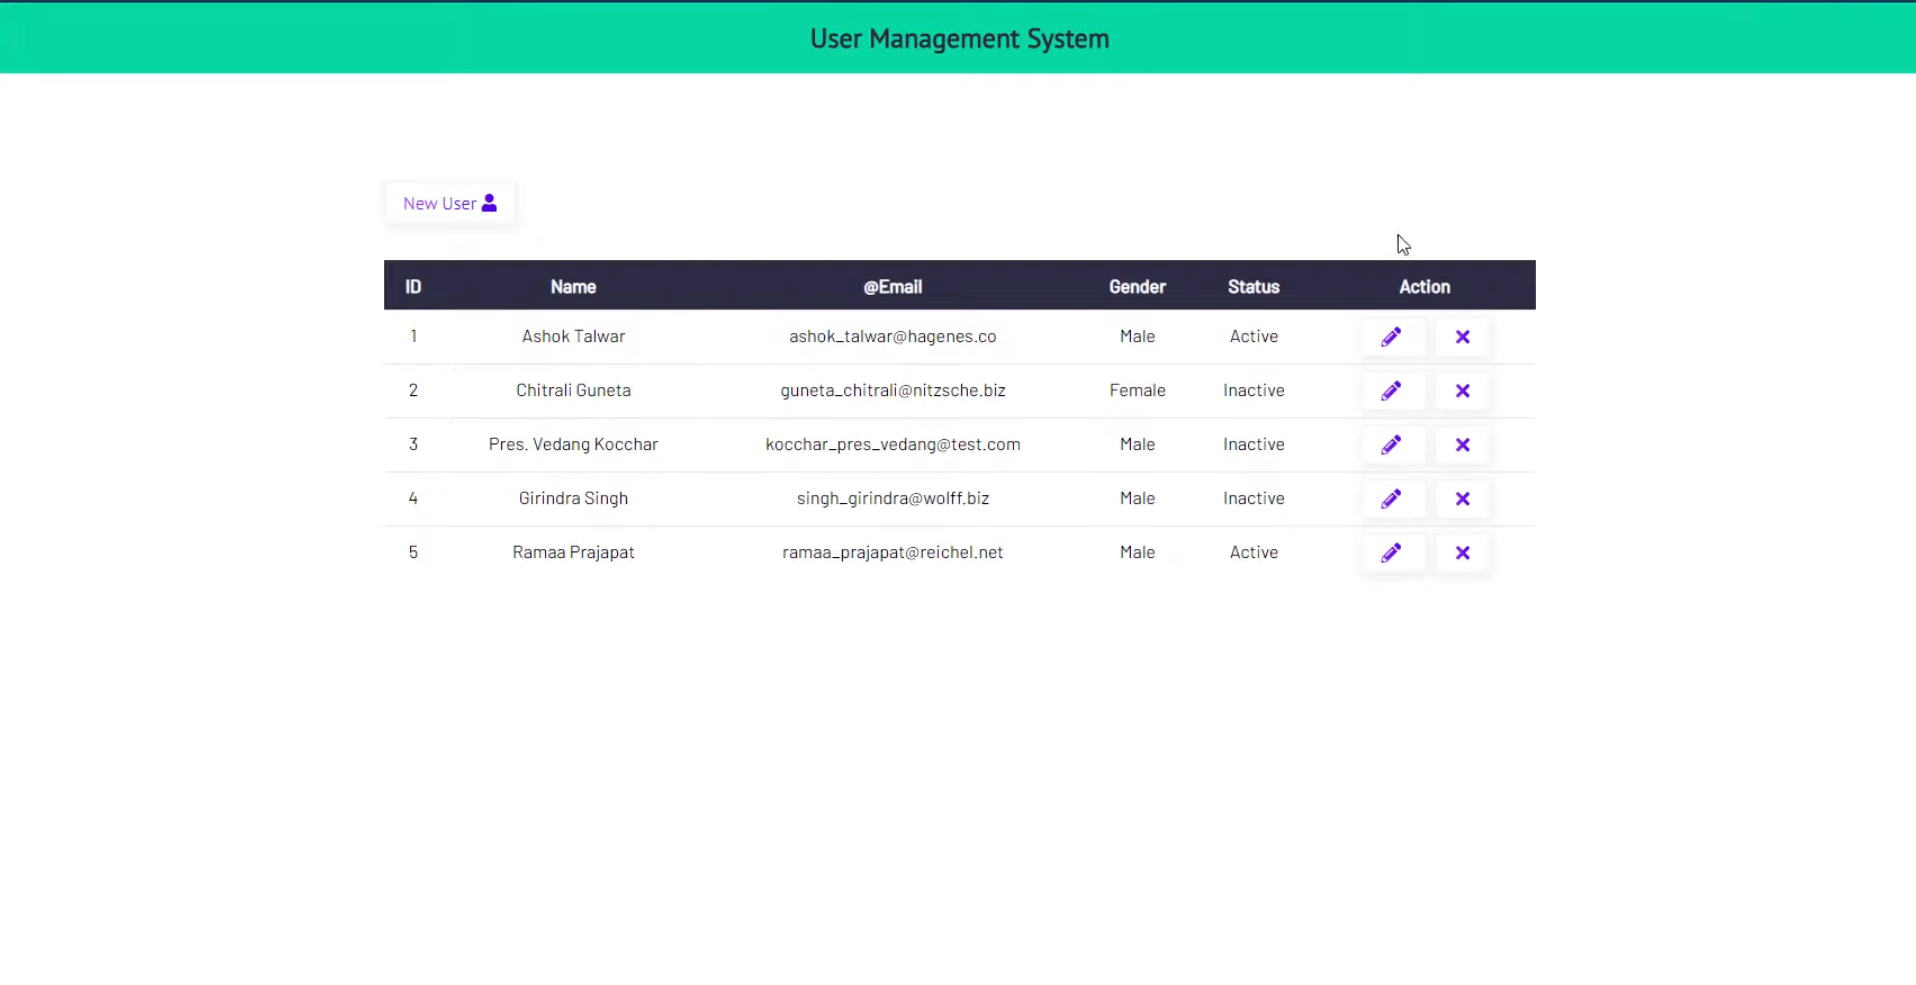 User Management System
New User
ID Name @Email Gender Status Action
1 Ashok Talwar ashok_talwar@hagenes.co Male Active
2 Chitrali Guneta guneta_chitrali@nitzsche.biz Female Inactive
3 Pres. Vedang Kocchar kocchar_pres_vedang@test.com Male Inactive
4 Girindra Singh singh_girindra@wolff.biz Male Inactive
5 Ramaa Prajapat ramaa_prajapat@reichel.net Male Active